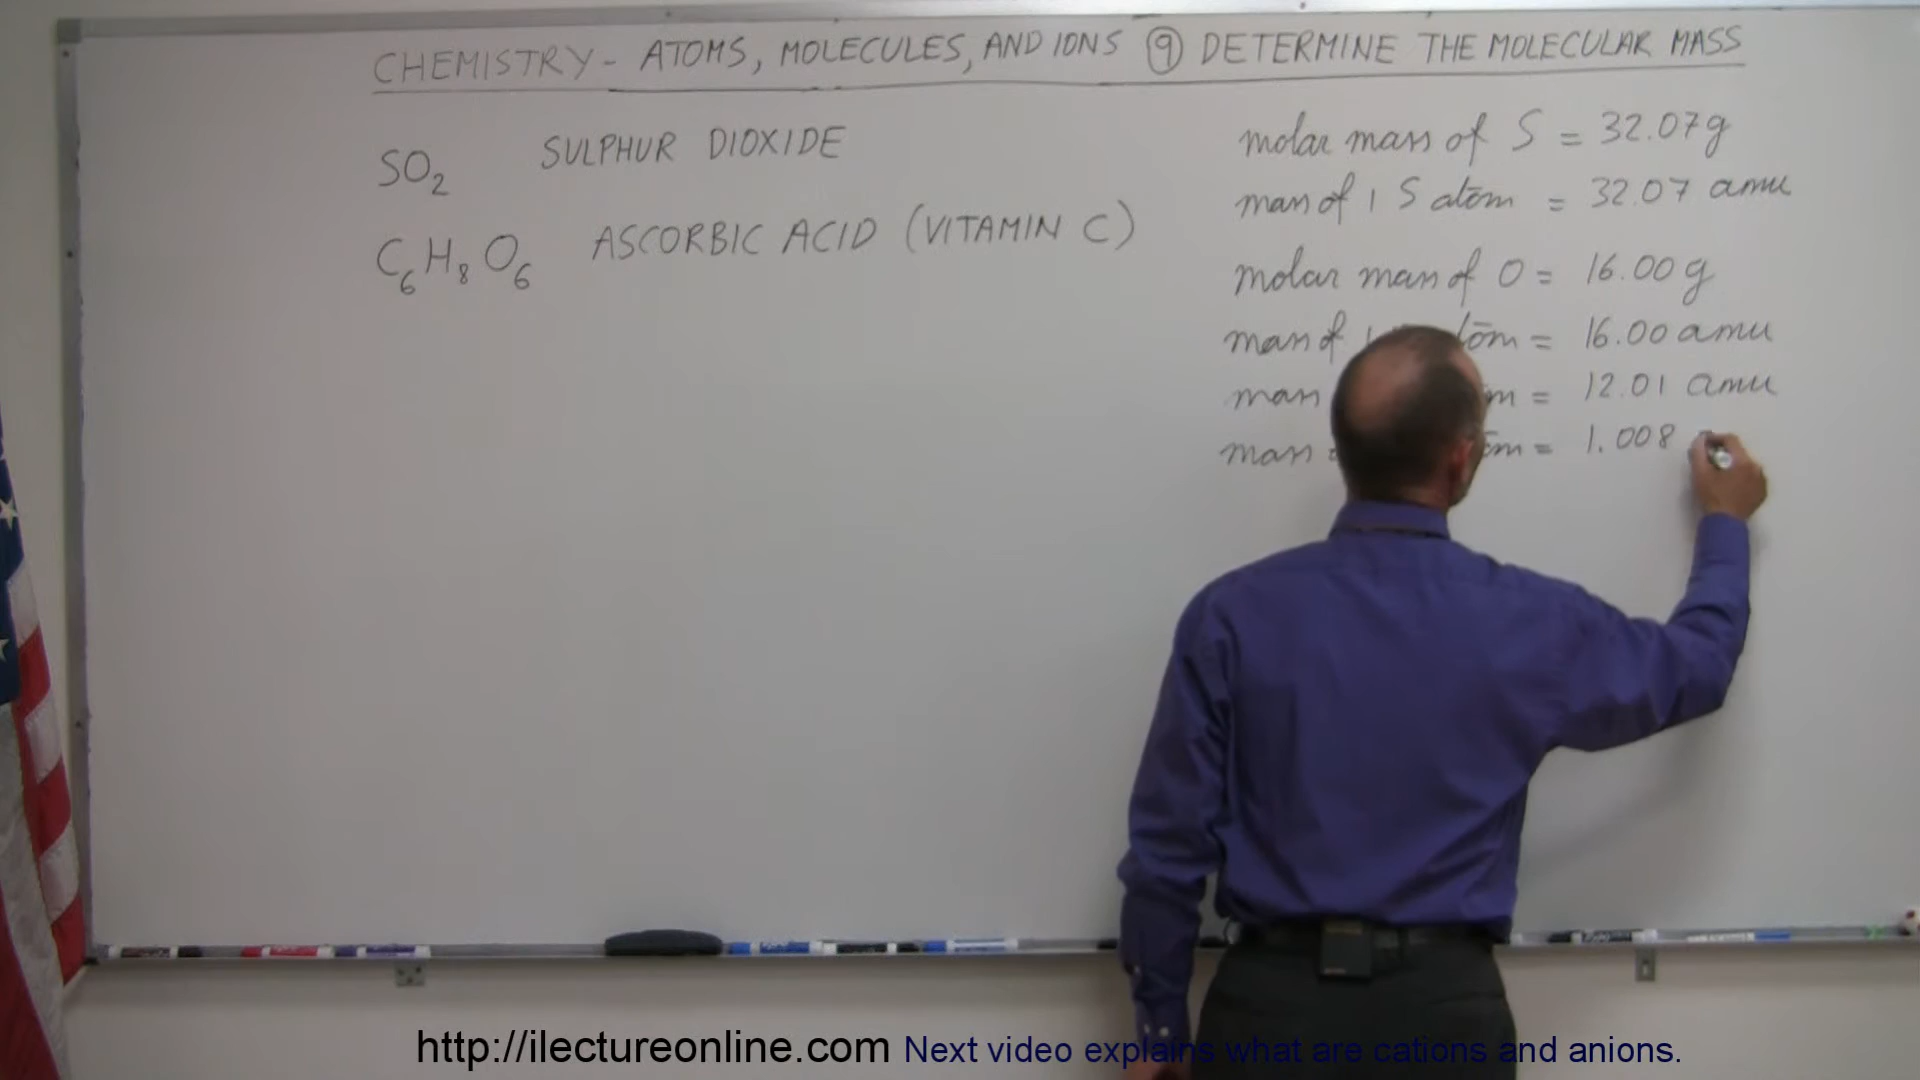 CHEMISTRY - ATOMS, MOLECULES, AND IONS ⑨ DETERMINE THE MOLECULAR MASS
SO₂ SULPHUR DIOXIDE
C₆H₈O₆ ASCORBIC ACID (VITAMIN C)
molar mass of S = 32.07g
mass of 1 S atom = 32.07 amu
molar mass of O = 16.00 g
mass of 1 = 16.00 amu
mass = 12.01 amu
mass = 1.008
http://ilectureonline.com Next video explains what are cations and anions.